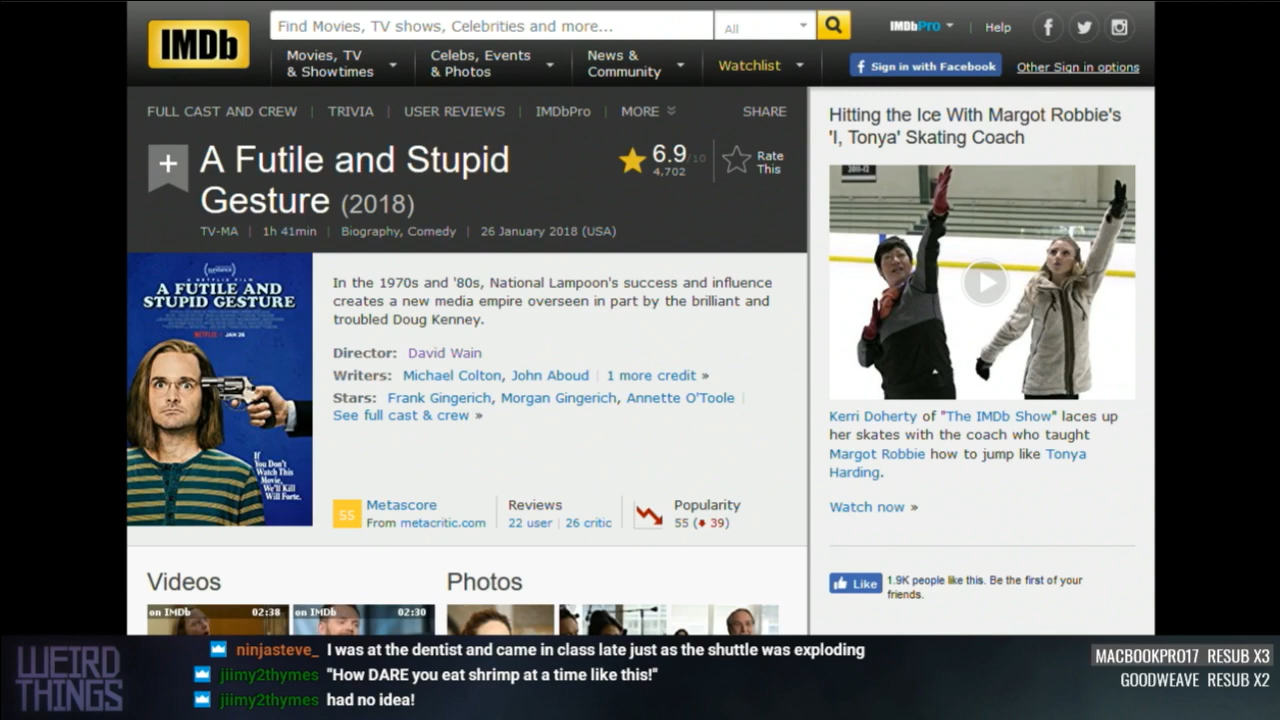 IMDb
Find Movies, TV shows, Celebrities and more...
All
IMDbPro
Help
Movies, TV
& Showtimes
Celebs, Events
& Photos
News &
Community
Watchlist
Sign in with Facebook
Other Sign in options
FULL CAST AND CREW | TRIVIA | USER REVIEWS | IMDbPro | MORE
SHARE
+ A Futile and Stupid
Gesture (2018)
6.9/10
4,702
Rate
This
TV-MA | 1h 41min | Biography, Comedy | 26 January 2018 (USA)
A FUTILE AND
STUPID GESTURE
NETFLIX | JAN 26
If
You Don't
Watch This
Movie,
We'll Kill
Will Forte.
In the 1970s and '80s, National Lampoon's success and influence
creates a new media empire overseen in part by the brilliant and
troubled Doug Kenney.
Director: David Wain
Writers: Michael Colton, John Aboud | 1 more credit »
Stars: Frank Gingerich, Morgan Gingerich, Annette O'Toole |
See full cast & crew »
55
Metascore
From metacritic.com
Reviews
22 user | 26 critic
Popularity
55 (39)
Videos
Photos
on IMDb 02:38
on IMDb 02:30
Hitting the Ice With Margot Robbie's
'I, Tonya' Skating Coach
2011-12
Kerri Doherty of "The IMDb Show" laces up
her skates with the coach who taught
Margot Robbie how to jump like Tonya
Harding.
Watch now »
Like
1.9K people like this. Be the first of your
friends.
WEIRD
THINGS
ninjasteve_ I was at the dentist and came in class late just as the shuttle was exploding
jiimy2thymes "How DARE you eat shrimp at a time like this!"
jiimy2thymes had no idea!
MACBOOKPRO17 RESUB X3
GOODWEAVE RESUB X2